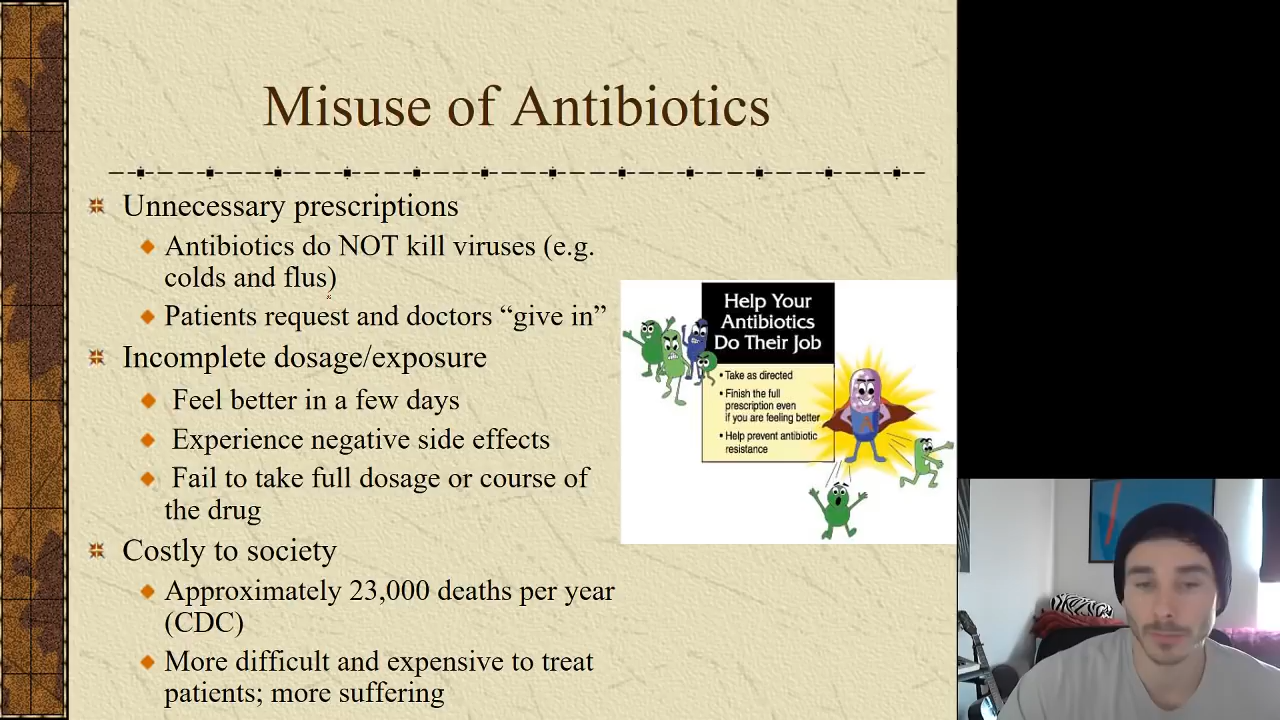 Misuse of Antibiotics
Unnecessary prescriptions
Antibiotics do NOT kill viruses (e.g.
colds and flus)
Patients request and doctors “give in”
Incomplete dosage/exposure
Feel better in a few days
Experience negative side effects
Fail to take full dosage or course of
the drug
Costly to society
Approximately 23,000 deaths per year
(CDC)
More difficult and expensive to treat
patients; more suffering
Help Your
Antibiotics
Do Their Job
• Take as directed
• Finish the full
prescription even
if you are feeling better
• Help prevent antibiotic
resistance
A